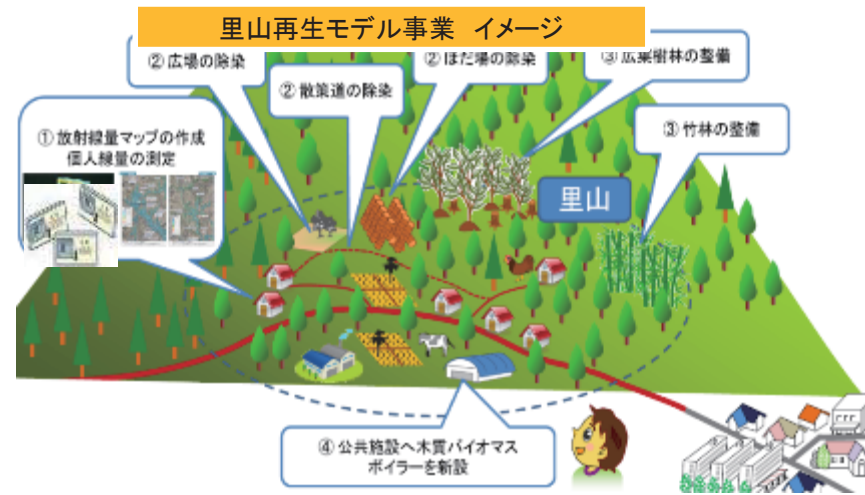 里山再生モデル事業 イメージ
② 広場の除染
② ほだ場の除染
③ 広葉樹林の整備
② 散策道の除染
③ 竹林の整備
① 放射線量マップの作成
個人線量の測定
里山
④ 公共施設へ木質バイオマス
ボイラーを新設